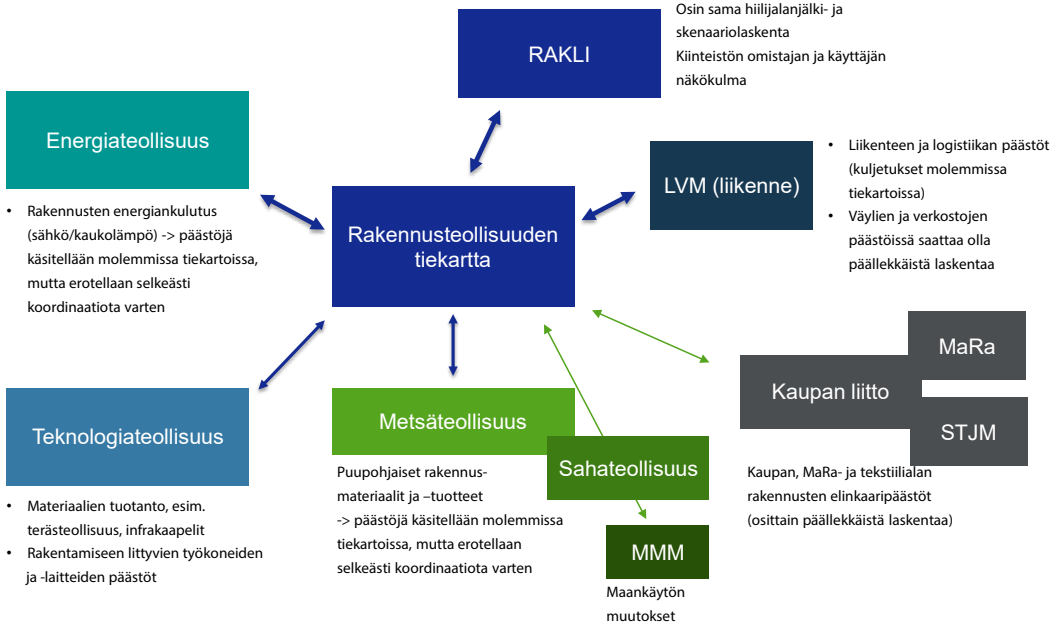 RAKLI
Osin sama hiilijalanjälki- ja
skenaariolaskenta
Kiinteistön omistajan ja käyttäjän
näkökulma
Energiateollisuus
• Rakennusten energiankulutus
(sähkö/kaukolämpö) -> päästöjä
käsitellään molemmissa tiekartoissa,
mutta erotellaan selkeästi
koordinaatiota varten
LVM (liikenne)
• Liikenteen ja logistiikan päästöt
(kuljetukset molemmissa
tiekartoissa)
• Väylien ja verkostojen
päästöissä saattaa olla
päällekkäistä laskentaa
Rakennusteollisuuden
tiekartta
Teknologiateollisuus
• Materiaalien tuotanto, esim.
terästeollisuus, infrakaapelit
• Rakentamiseen littyvien työkoneiden
ja -laitteiden päästöt
Metsäteollisuus
Puupohjaiset rakennus-
materiaalit ja –tuotteet
-> päästöjä käsitellään molemmissa
tiekartoissa, mutta erotellaan
selkeästi koordinaatiota varten
Sahateollisuus
MMM
Maankäytön
muutokset
Kaupan liitto
MaRa
STJM
Kaupan, MaRa- ja tekstiilialan
rakennusten elinkaaripäästöt
(osittain päällekkäistä laskentaa)